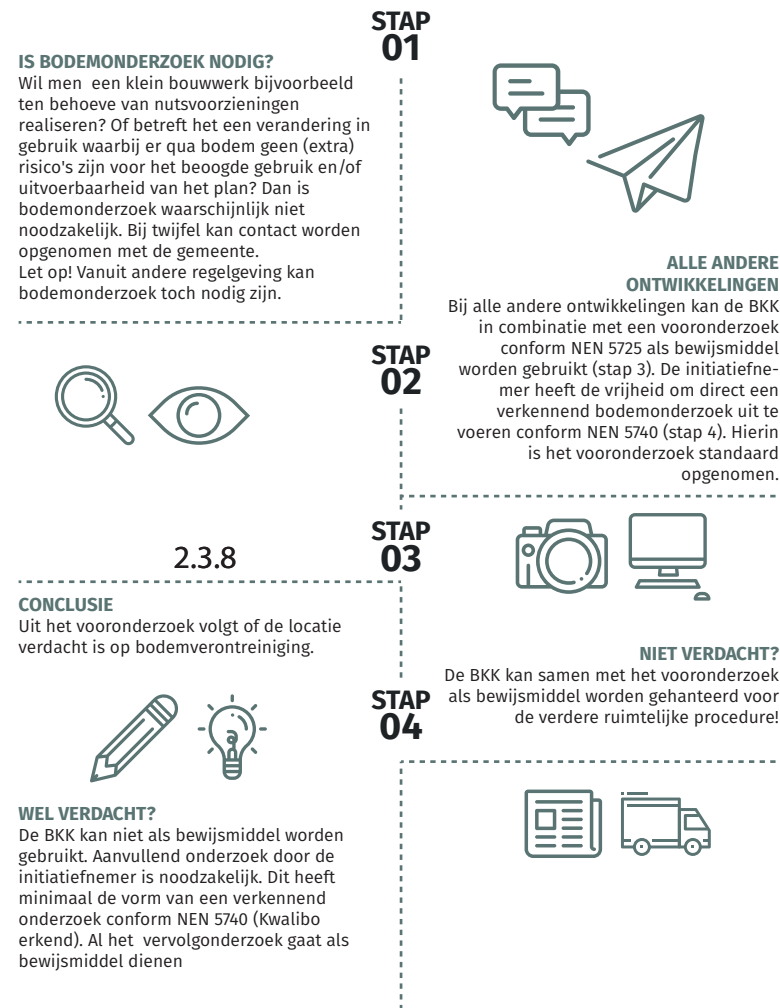 STAP
01
IS BODEMONDERZOEK NODIG?
Wil men  een klein bouwwerk bijvoorbeeld
ten behoeve van nutsvoorzieningen
realiseren? Of betreft het een verandering in
gebruik waarbij er qua bodem geen (extra)
risico's zijn voor het beoogde gebruik en/of
uitvoerbaarheid van het plan? Dan is
bodemonderzoek waarschijnlijk niet
noodzakelijk. Bij twijfel kan contact worden
opgenomen met de gemeente.
Let op! Vanuit andere regelgeving kan
bodemonderzoek toch nodig zijn.
STAP
02
ALLE ANDERE
ONTWIKKELINGEN
Bij alle andere ontwikkelingen kan de BKK
in combinatie met een vooronderzoek
conform NEN 5725 als bewijsmiddel
worden gebruikt (stap 3). De initiatiefne-
mer heeft de vrijheid om direct een
verkennend bodemonderzoek uit te
voeren conform NEN 5740 (stap 4). Hierin
is het vooronderzoek standaard
opgenomen.
STAP
03
2.3.8
CONCLUSIE
Uit het vooronderzoek volgt of de locatie
verdacht is op bodemverontreiniging.
NIET VERDACHT?
De BKK kan samen met het vooronderzoek
als bewijsmiddel worden gehanteerd voor
de verdere ruimtelijke procedure!
STAP
04
WEL VERDACHT?
De BKK kan niet als bewijsmiddel worden
gebruikt. Aanvullend onderzoek door de
initiatiefnemer is noodzakelijk. Dit heeft
minimaal de vorm van een verkennend
onderzoek conform NEN 5740 (Kwalibo
erkend). Al het  vervolgonderzoek gaat als
bewijsmiddel dienen